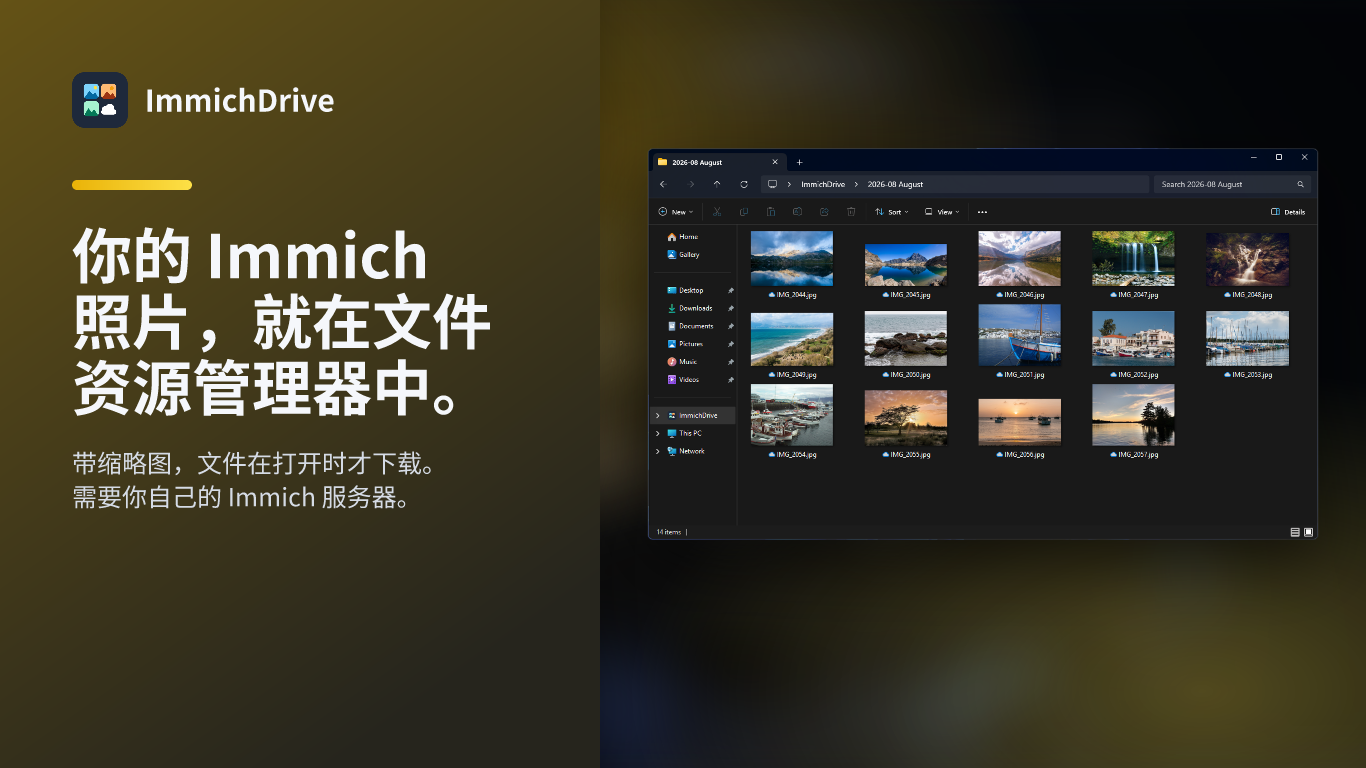 ImmichDrive
你的 Immich
照片，就在文件
资源管理器中。
带缩略图，文件在打开时才下载。
需要你自己的 Immich 服务器。
2026-08 August
ImmichDrive
2026-08 August
Search 2026-08 August
New
Sort
View
Details
Home
Gallery
Desktop
Downloads
Documents
Pictures
Music
Videos
ImmichDrive
This PC
Network
IMG_2044.jpg
IMG_2045.jpg
IMG_2046.jpg
IMG_2047.jpg
IMG_2048.jpg
IMG_2049.jpg
IMG_2050.jpg
IMG_2051.jpg
IMG_2052.jpg
IMG_2053.jpg
IMG_2054.jpg
IMG_2055.jpg
IMG_2056.jpg
IMG_2057.jpg
14 items